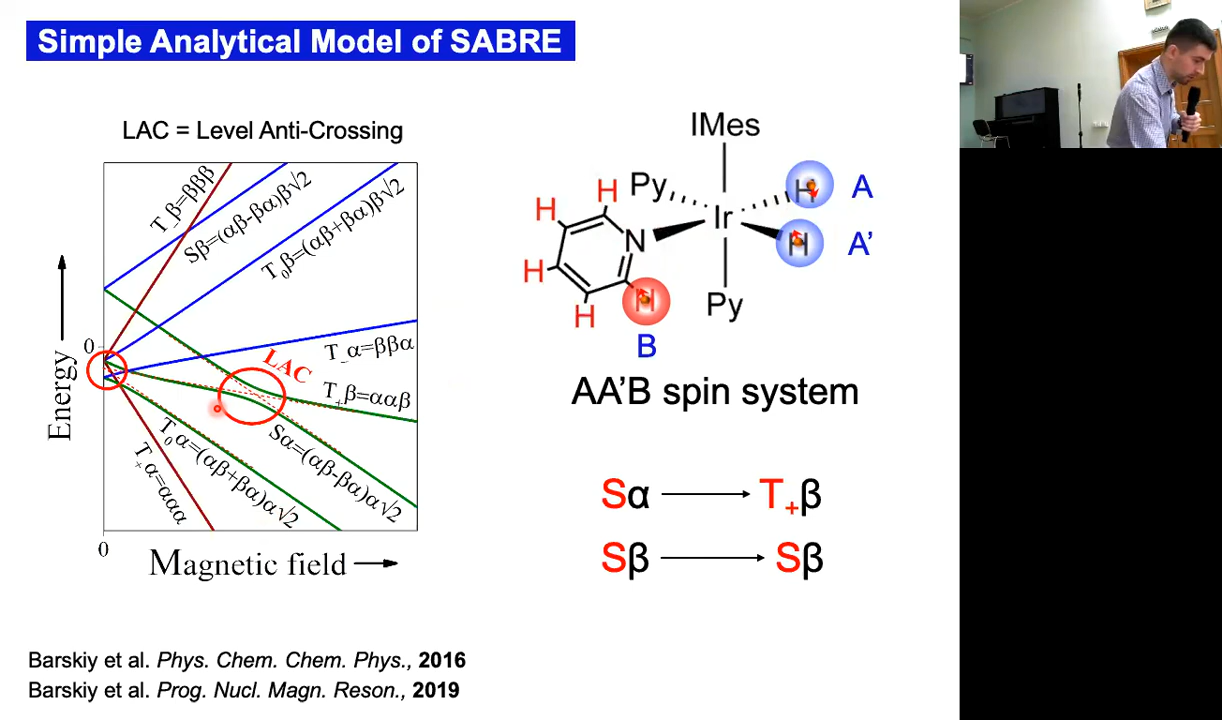 Simple Analytical Model of SABRE
LAC = Level Anti-Crossing
T₋β=βββ
Sβ=(αβ-βα)β√2
T₀β=(αβ+βα)β√2
T₋α=ββα
LAC
T₊β=ααβ
Sα=(αβ-βα)α√2
T₀α=(αβ+βα)α√2
T₊α=ααα
Energy
0
0
Magnetic field
IMes
Py
H
A
Ir
H
A'
H
H
N
H
H
H
B
Py
AA'B spin system
Sα → T₊β
Sβ → Sβ
Barskiy et al. Phys. Chem. Chem. Phys., 2016
Barskiy et al. Prog. Nucl. Magn. Reson., 2019